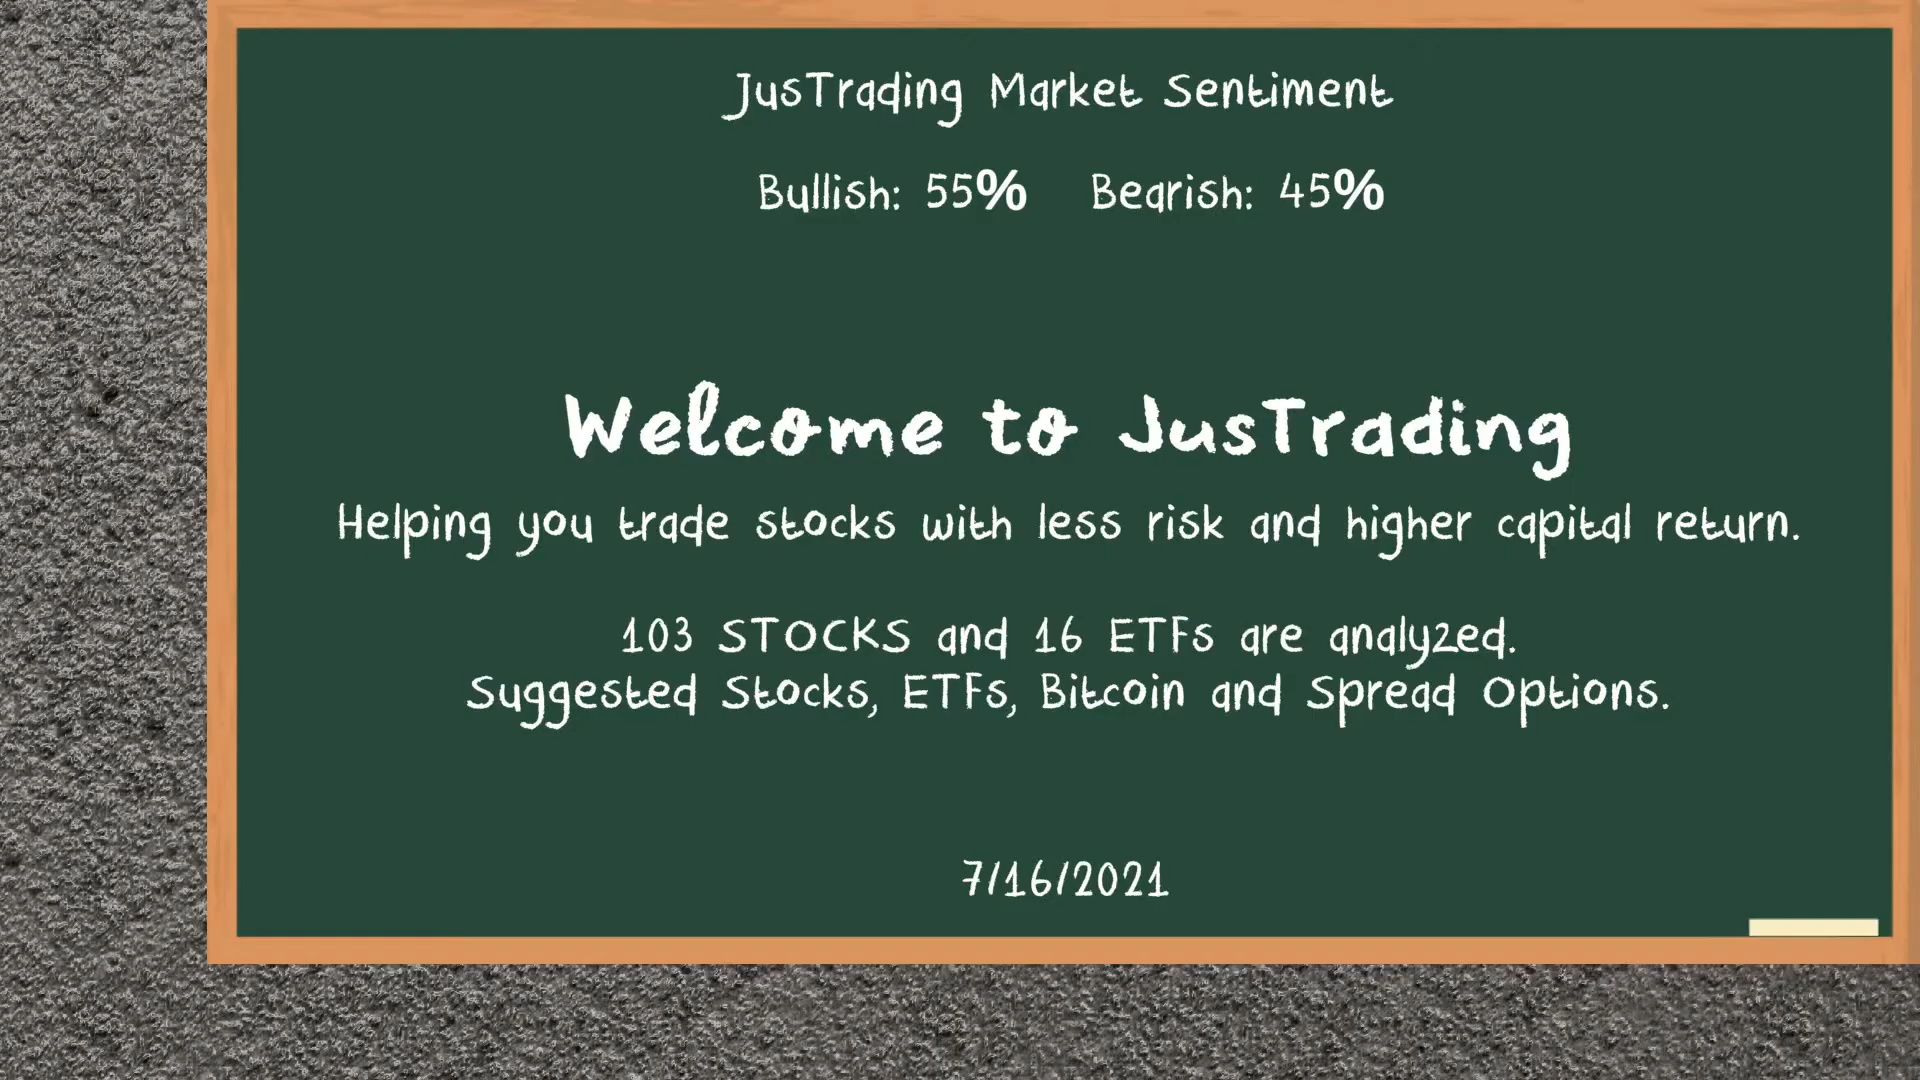 JusTrading Market Sentiment
Bullish: 55% Bearish: 45%
Welcome to JusTrading
Helping you trade stocks with less risk and higher capital return.
103 STOCKS and 16 ETFs are analyzed.
Suggested Stocks, ETFs, Bitcoin and Spread Options.
7/16/2021